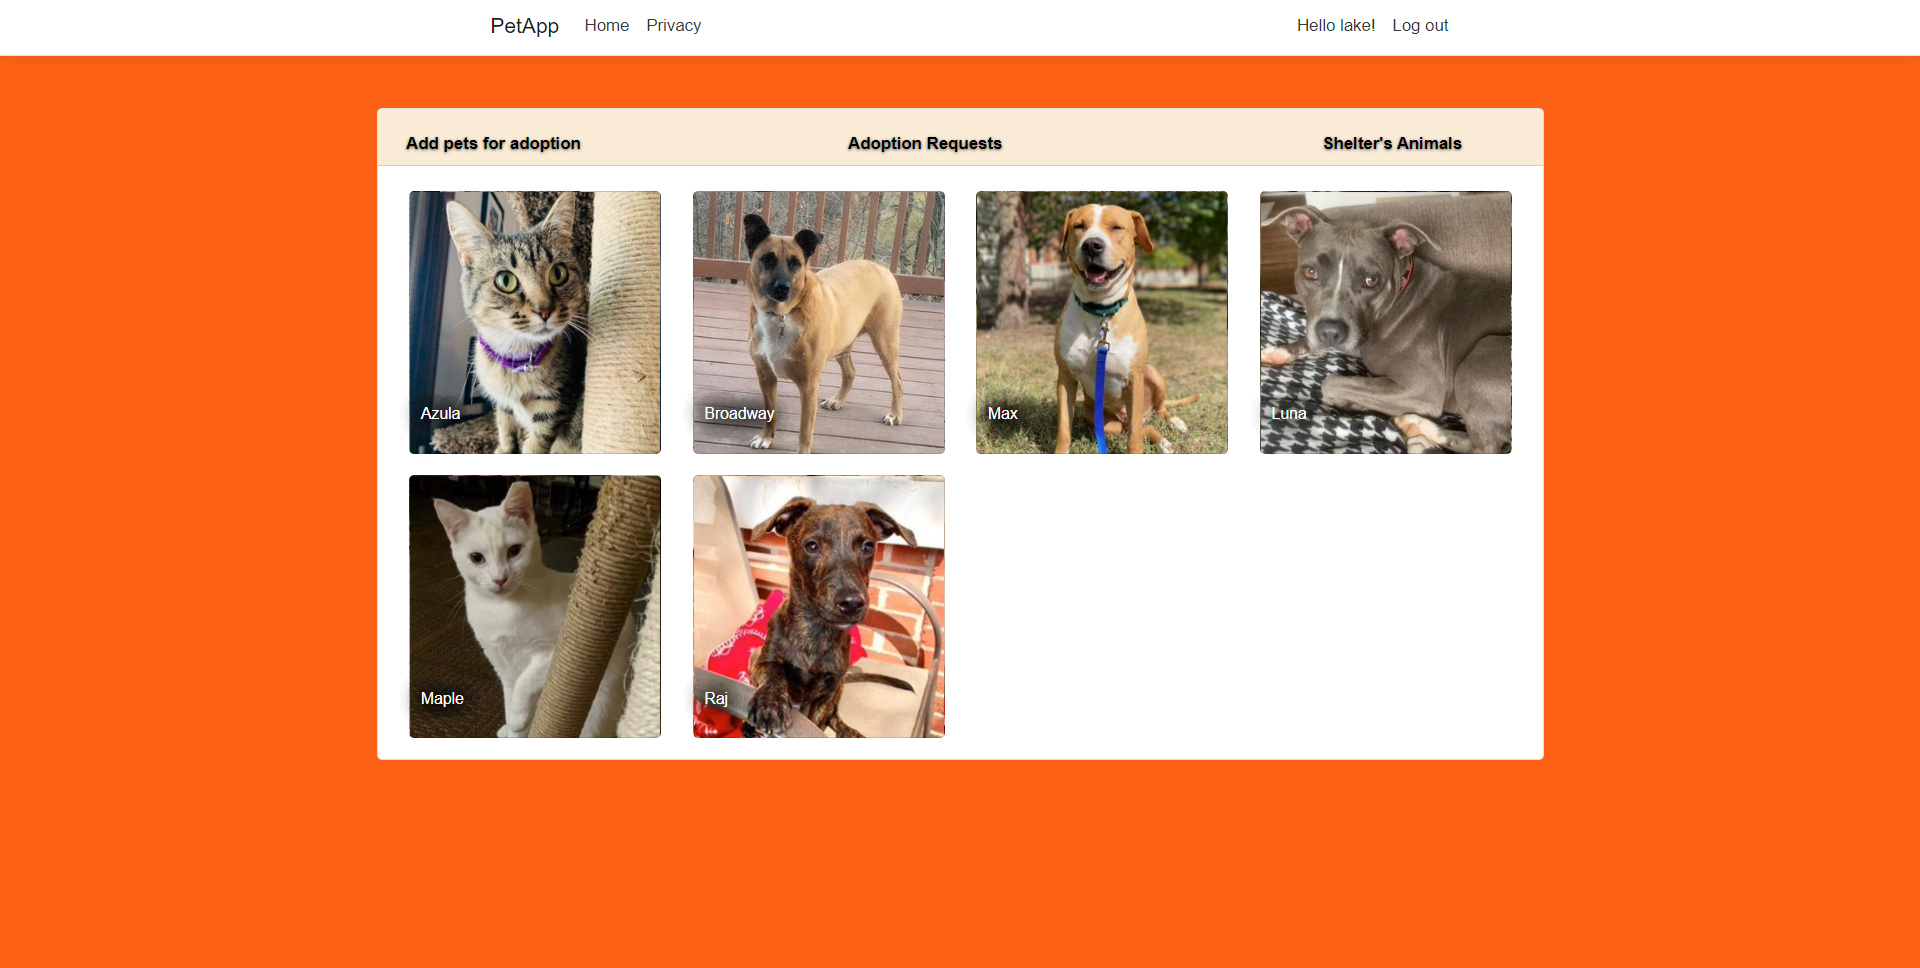 PetApp Home Privacy Hello lake! Log out
Add pets for adoption Adoption Requests Shelter's Animals
Azula Broadway Max Luna
Maple Raj